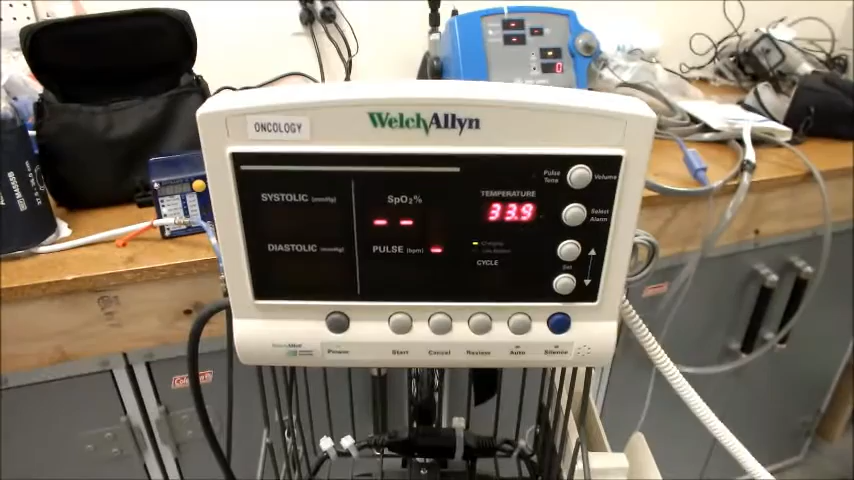 ONCOLOGY
WelchAllyn
SYSTOLIC (mmHg)
SpO2%
TEMPERATURE
Pulse
Tone
Volume
33.9
Select
Alarm
DIASTOLIC (mmHg)
PULSE (bpm)
CYCLE
Set
WelchAllyn
Power
Start
Cancel
Review
Auto
Silence